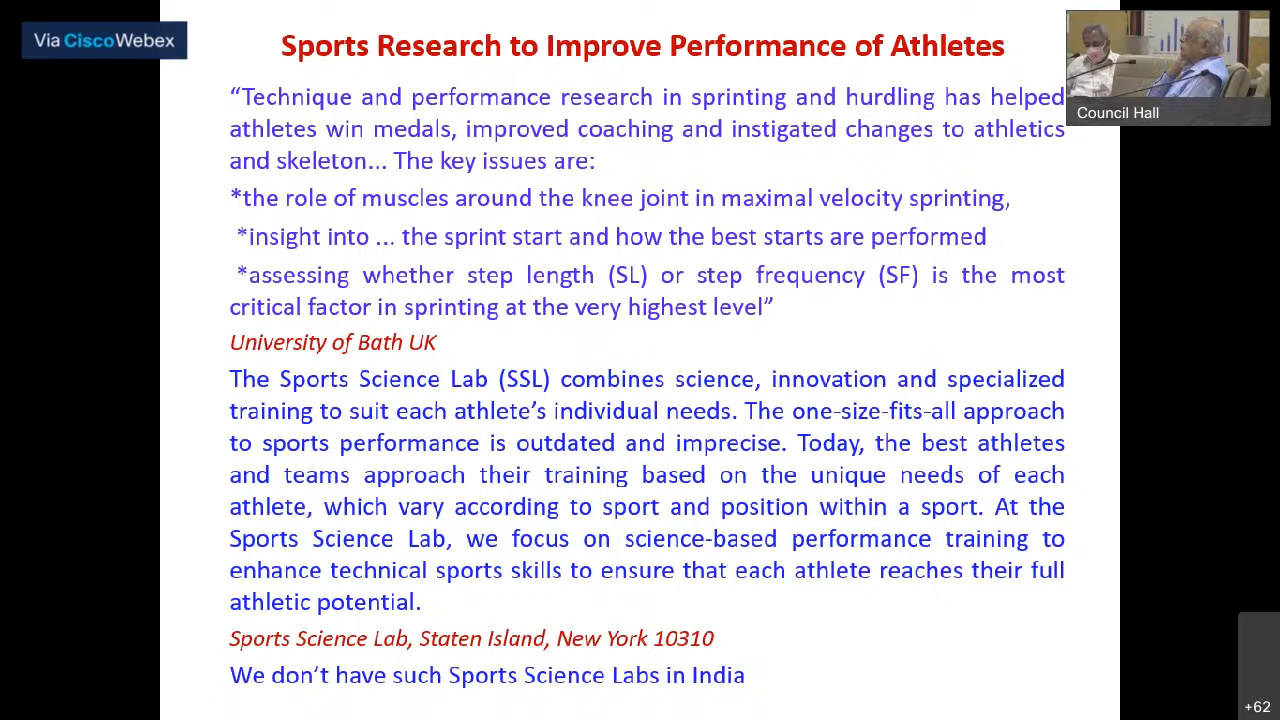 Via CiscoWebex
Sports Research to Improve Performance of Athletes
Council Hall
“Technique and performance research in sprinting and hurdling has helped
athletes win medals, improved coaching and instigated changes to athletics
and skeleton... The key issues are:
*the role of muscles around the knee joint in maximal velocity sprinting,
*insight into ... the sprint start and how the best starts are performed
*assessing whether step length (SL) or step frequency (SF) is the most
critical factor in sprinting at the very highest level”
University of Bath UK
The Sports Science Lab (SSL) combines science, innovation and specialized
training to suit each athlete’s individual needs. The one-size-fits-all approach
to sports performance is outdated and imprecise. Today, the best athletes
and teams approach their training based on the unique needs of each
athlete, which vary according to sport and position within a sport. At the
Sports Science Lab, we focus on science-based performance training to
enhance technical sports skills to ensure that each athlete reaches their full
athletic potential.
Sports Science Lab, Staten Island, New York 10310
We don’t have such Sports Science Labs in India
+62